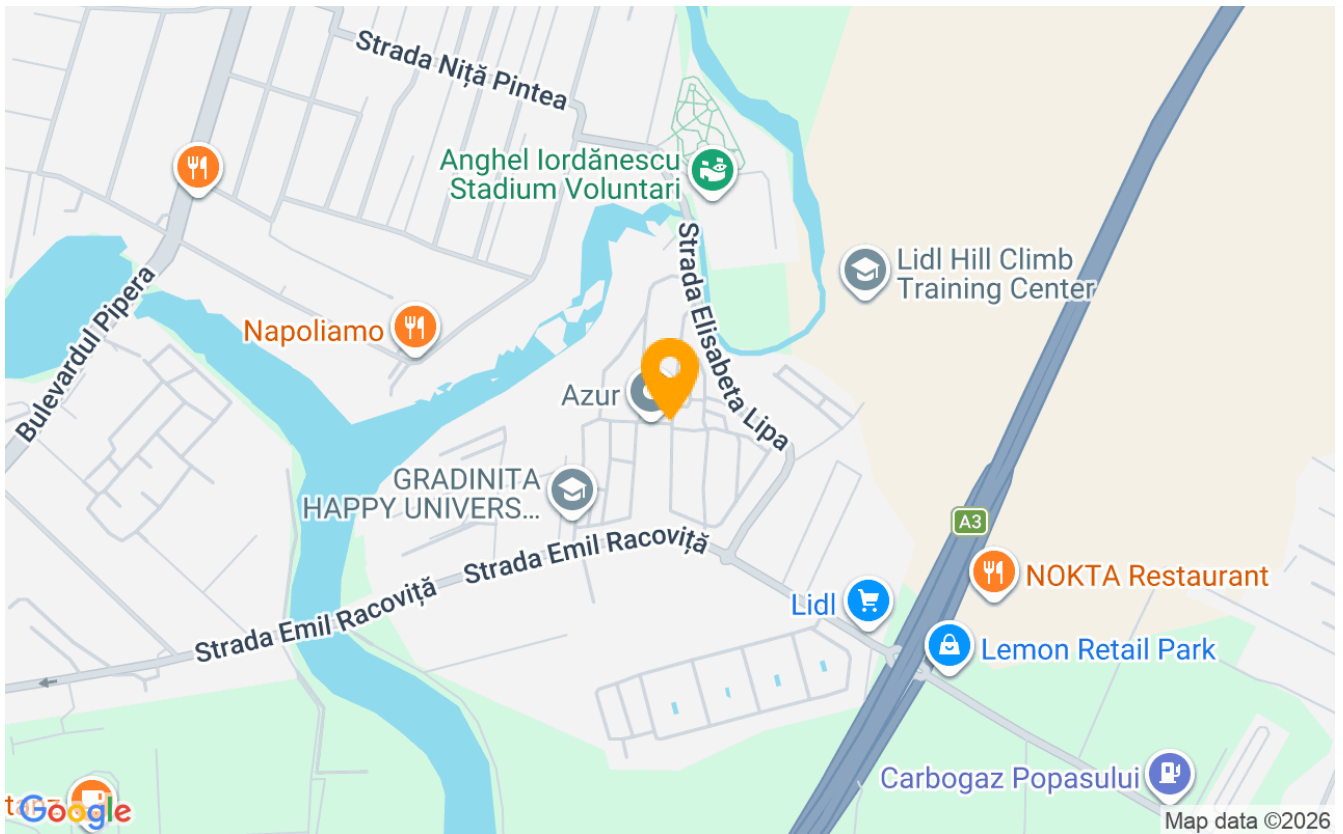 Strada Niță Pintea
Anghel Iordănescu
Stadium Voluntari
Strada Elisabeta Lipa
Lidl Hill Climb
Training Center
Bulevardul Pipera
Napoliamo
Azur
GRADINITA
HAPPY UNIVERS...
A3
Strada Emil Racoviță
Strada Emil Racoviță
NOKTA Restaurant
Lidl
Lemon Retail Park
Carbogaz Popasului
Google
Map data ©2026